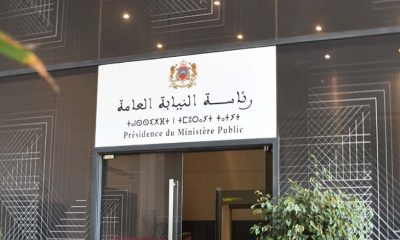 رئاسة النيابة العامة
Présidence du Ministère Public